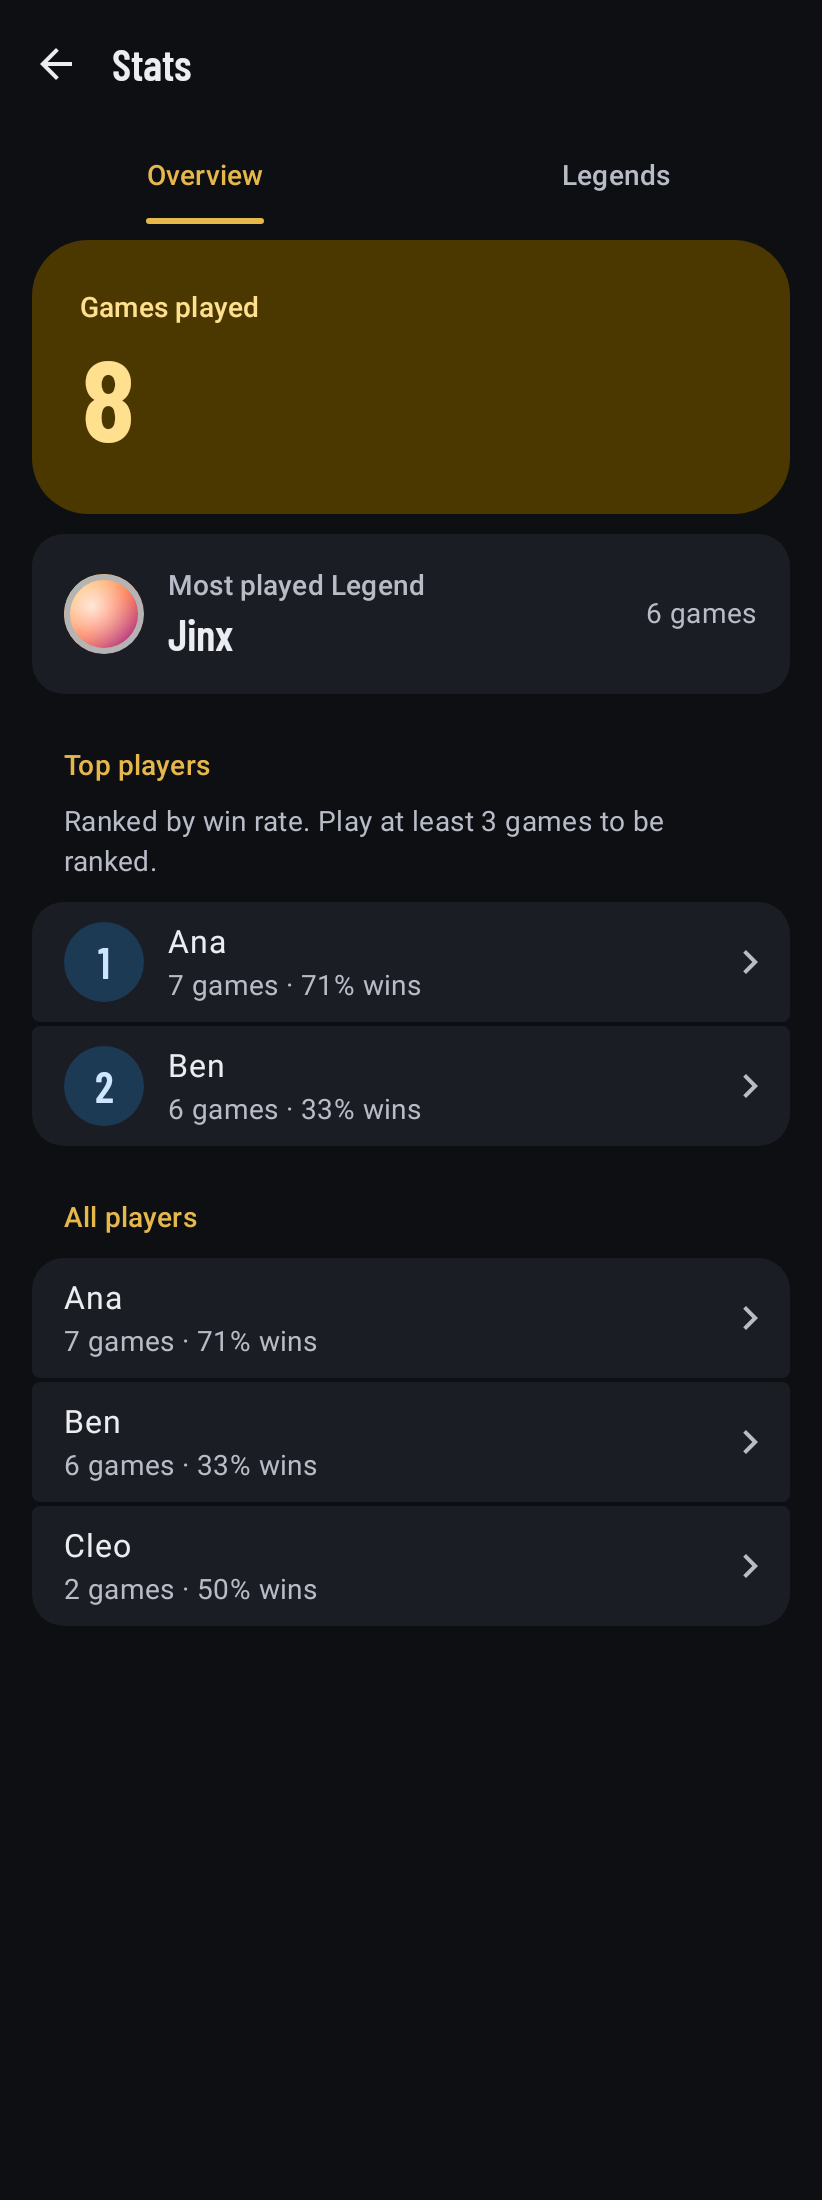 Stats
Overview
Legends
Games played
8
Most played Legend
Jinx
6 games
Top players
Ranked by win rate. Play at least 3 games to be
ranked.
1
Ana
7 games · 71% wins
2
Ben
6 games · 33% wins
All players
Ana
7 games · 71% wins
Ben
6 games · 33% wins
Cleo
2 games · 50% wins